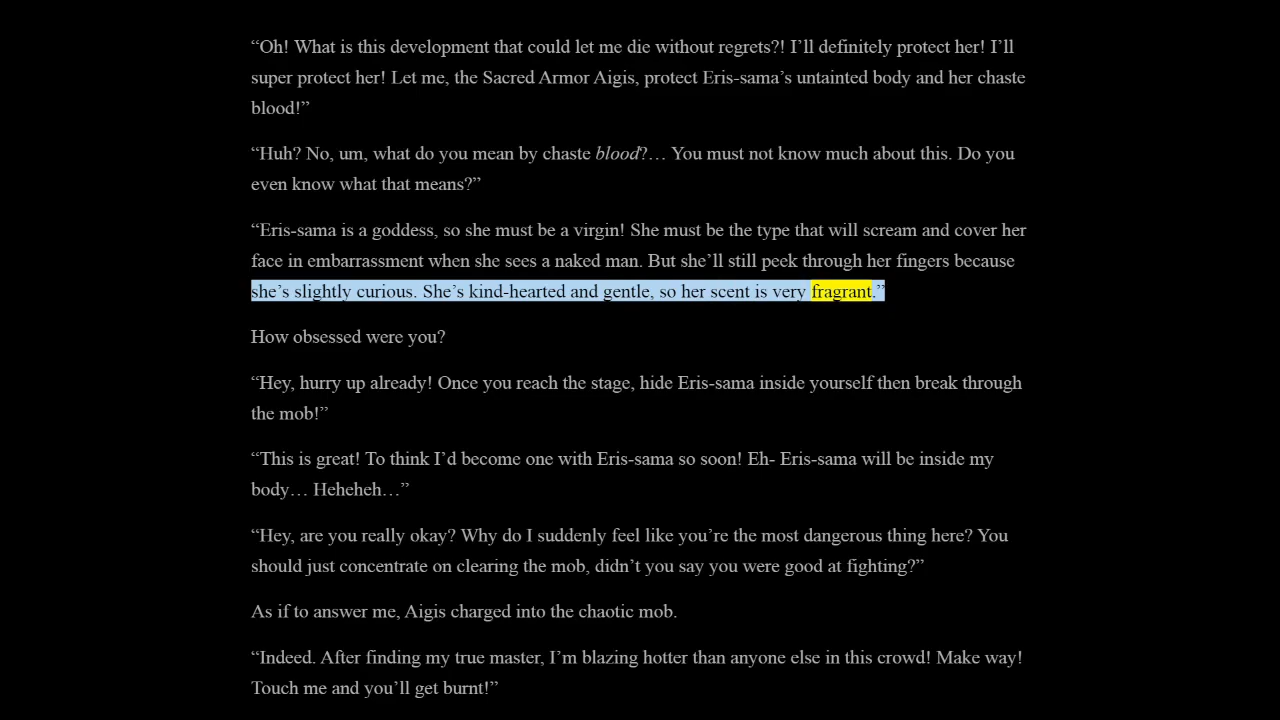 “Oh! What is this development that could let me die without regrets?! I’ll definitely protect her! I’ll
super protect her! Let me, the Sacred Armor Aigis, protect Eris-sama’s untainted body and her chaste
blood!”
“Huh? No, um, what do you mean by chaste blood?… You must not know much about this. Do you
even know what that means?”
“Eris-sama is a goddess, so she must be a virgin! She must be the type that will scream and cover her
face in embarrassment when she sees a naked man. But she’ll still peek through her fingers because
she’s slightly curious. She’s kind-hearted and gentle, so her scent is very fragrant.”
How obsessed were you?
“Hey, hurry up already! Once you reach the stage, hide Eris-sama inside yourself then break through
the mob!”
“This is great! To think I’d become one with Eris-sama so soon! Eh- Eris-sama will be inside my
body… Heheheh…”
“Hey, are you really okay? Why do I suddenly feel like you’re the most dangerous thing here? You
should just concentrate on clearing the mob, didn’t you say you were good at fighting?”
As if to answer me, Aigis charged into the chaotic mob.
“Indeed. After finding my true master, I’m blazing hotter than anyone else in this crowd! Make way!
Touch me and you’ll get burnt!”